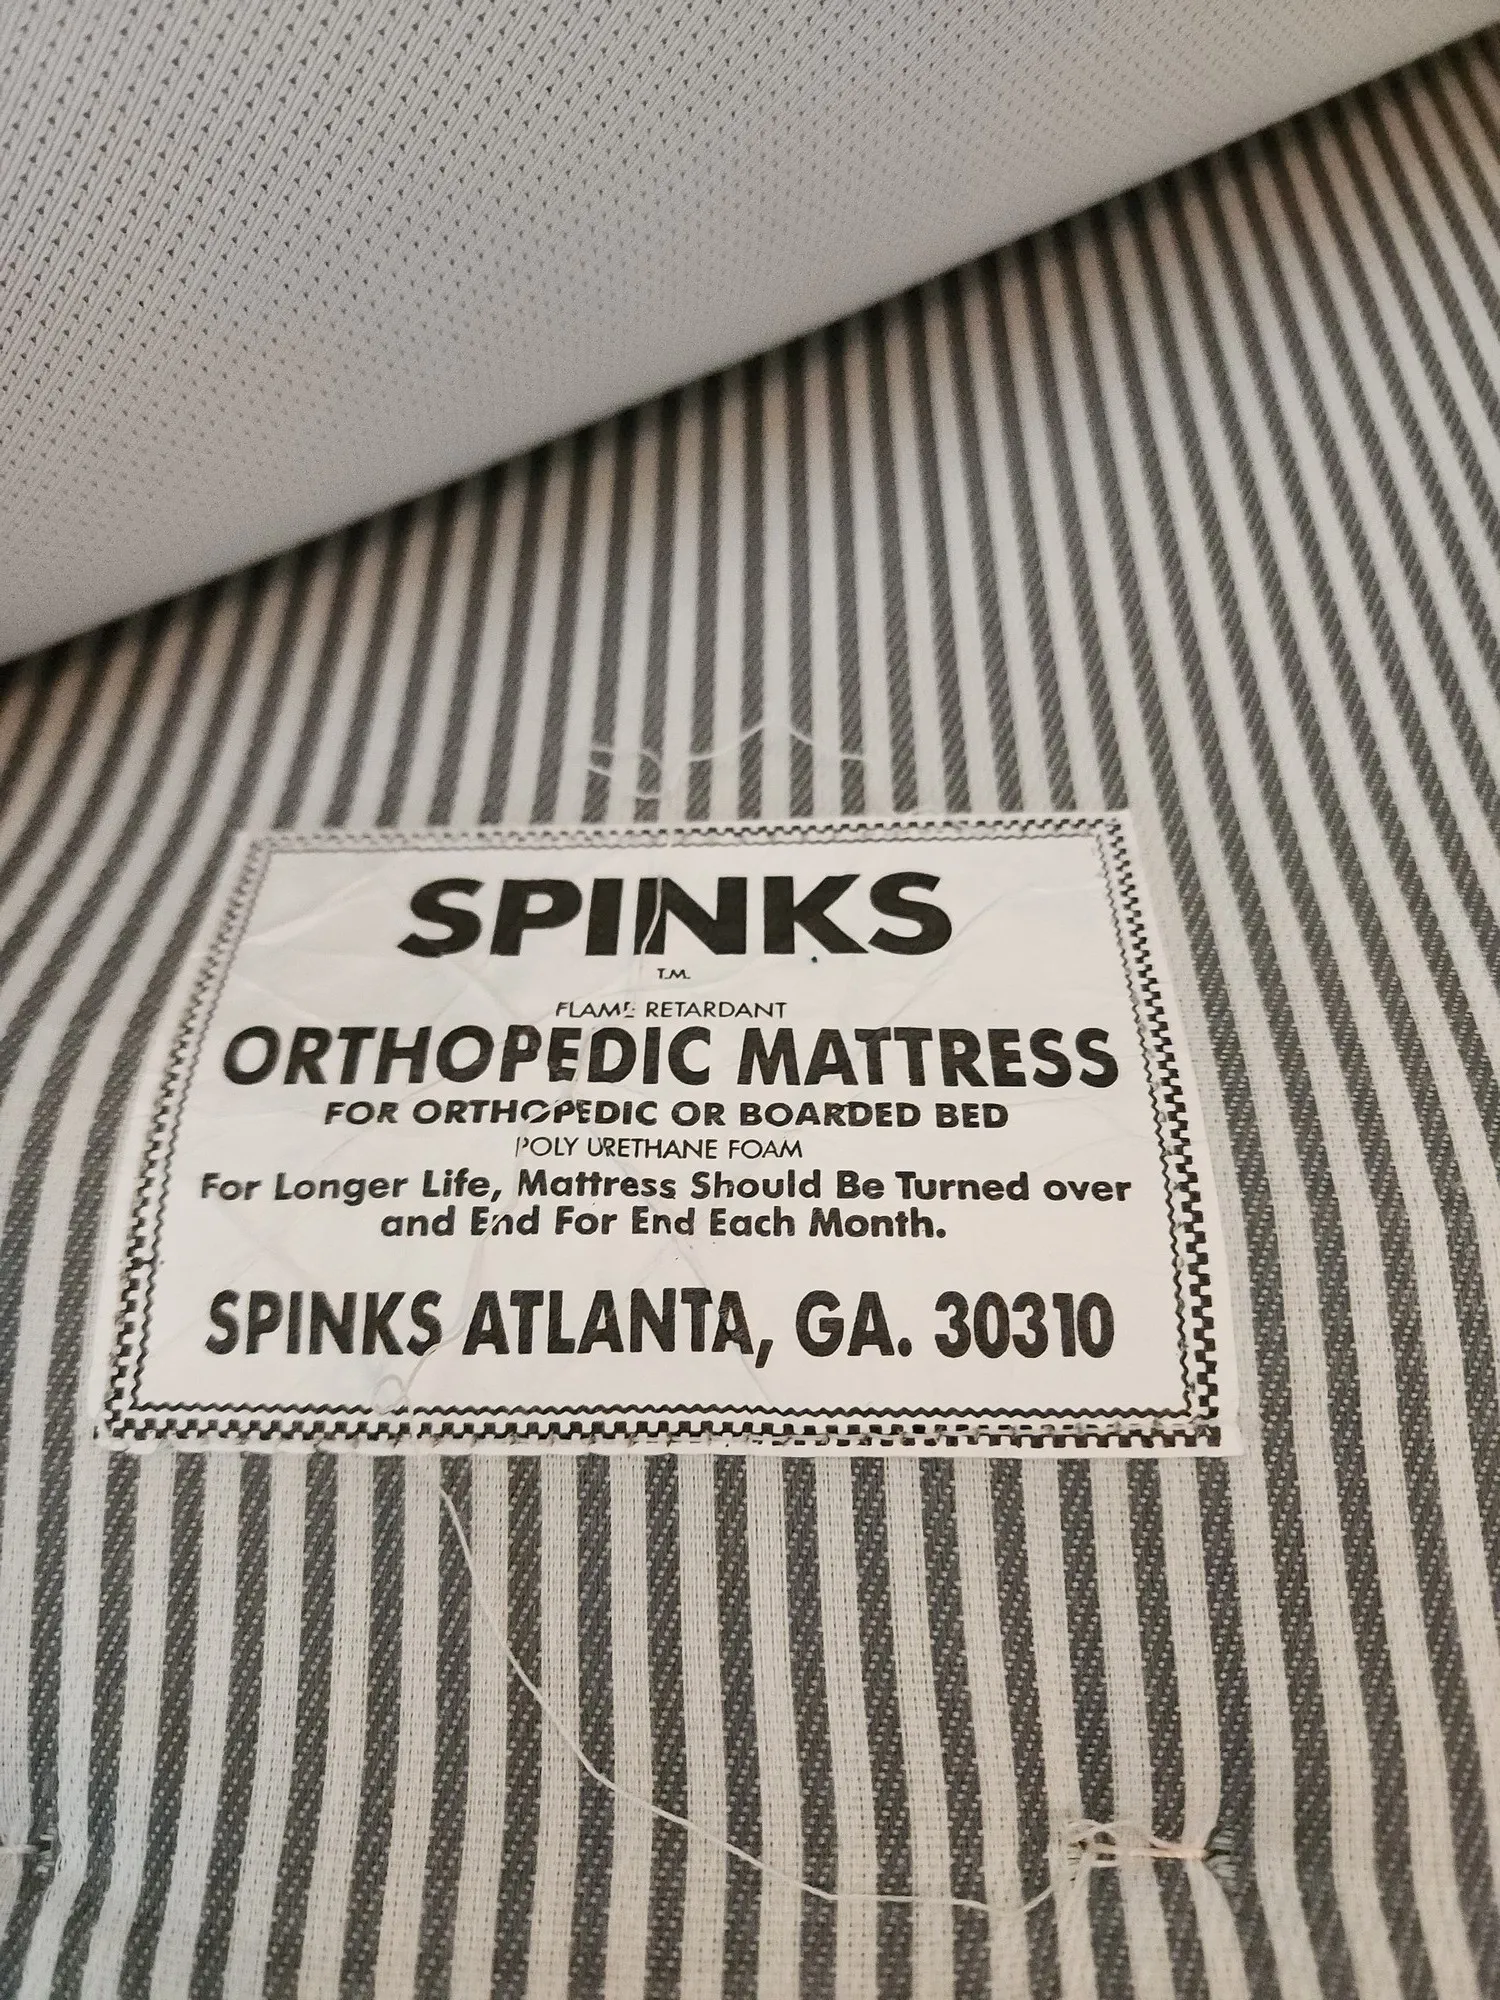 SPINKS
T.M.
FLAME RETARDANT
ORTHOPEDIC MATTRESS
FOR ORTHOPEDIC OR BOARDED BED
POLY URETHANE FOAM
For Longer Life, Mattress Should Be Turned over
and End For End Each Month.
SPINKS ATLANTA, GA. 30310